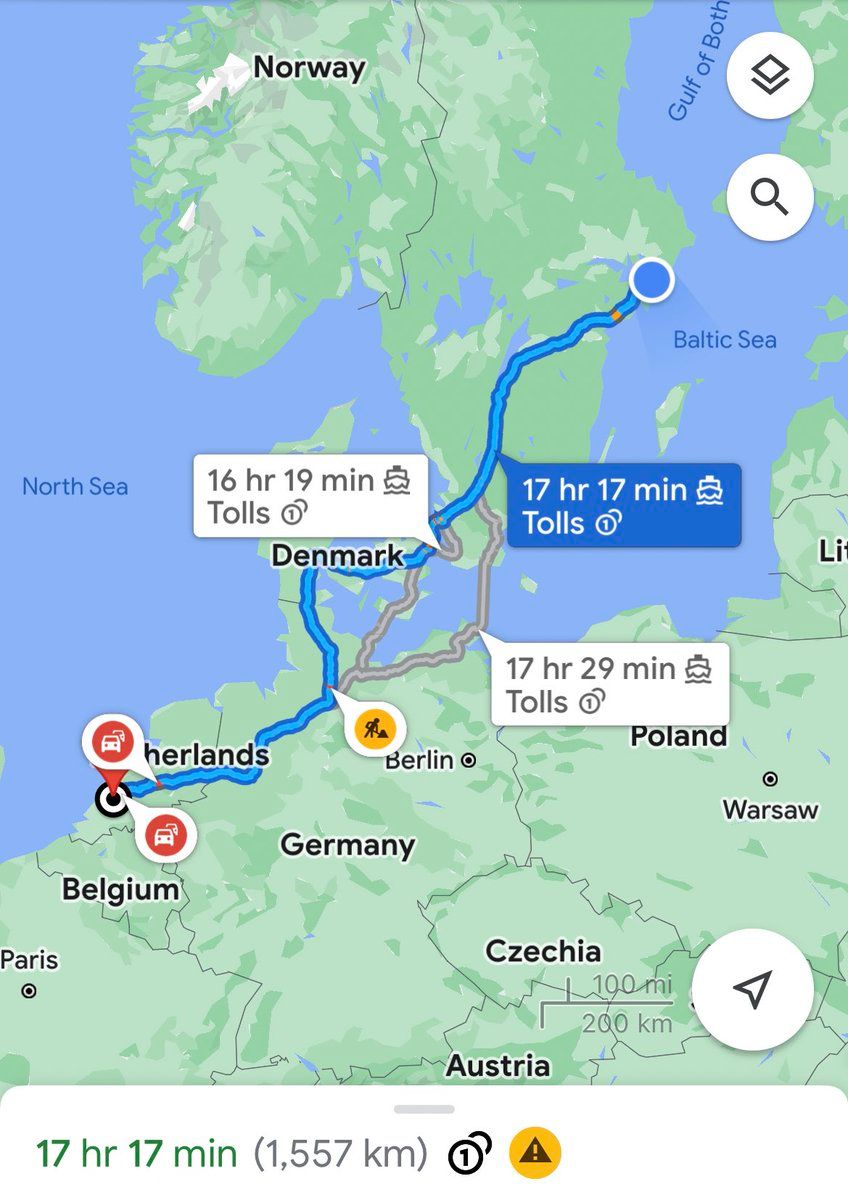 Norway
Gulf of Both
Baltic Sea
North Sea
16 hr 19 min
Tolls
17 hr 17 min
Tolls
Denmark
Lit
17 hr 29 min
Tolls
Poland
herlands
Berlin
Warsaw
Germany
Belgium
Paris
Czechia
100 mi
200 km
Austria
17 hr 17 min (1,557 km)